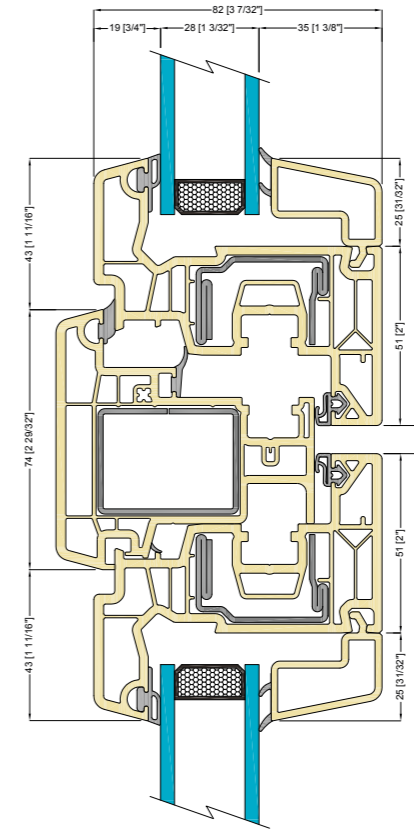 82 [3 7/32"]
19 [3/4"]
28 [1 3/32"]
35 [1 3/8"]
43 [1 11/16"]
25 [31/32"]
51 [2"]
74 [2 29/32"]
51 [2"]
43 [1 11/16"]
25 [31/32"]